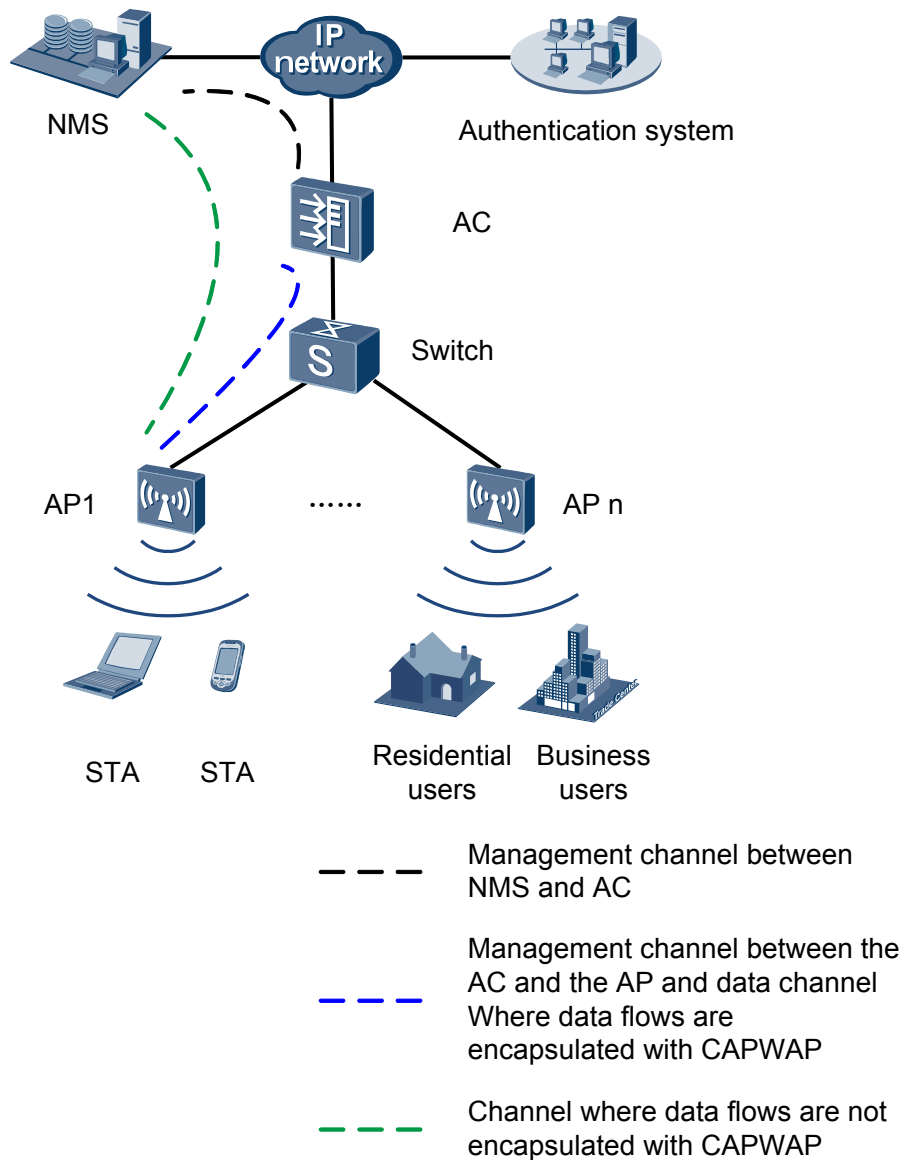 IP
network
NMS
Authentication system
AC
Switch
S
AP1
......
AP n
Trade Center
STA
STA
Residential
users
Business
users
Management channel between
NMS and AC
Management channel between the
AC and the AP and data channel
Where data flows are
encapsulated with CAPWAP
Channel where data flows are not
encapsulated with CAPWAP